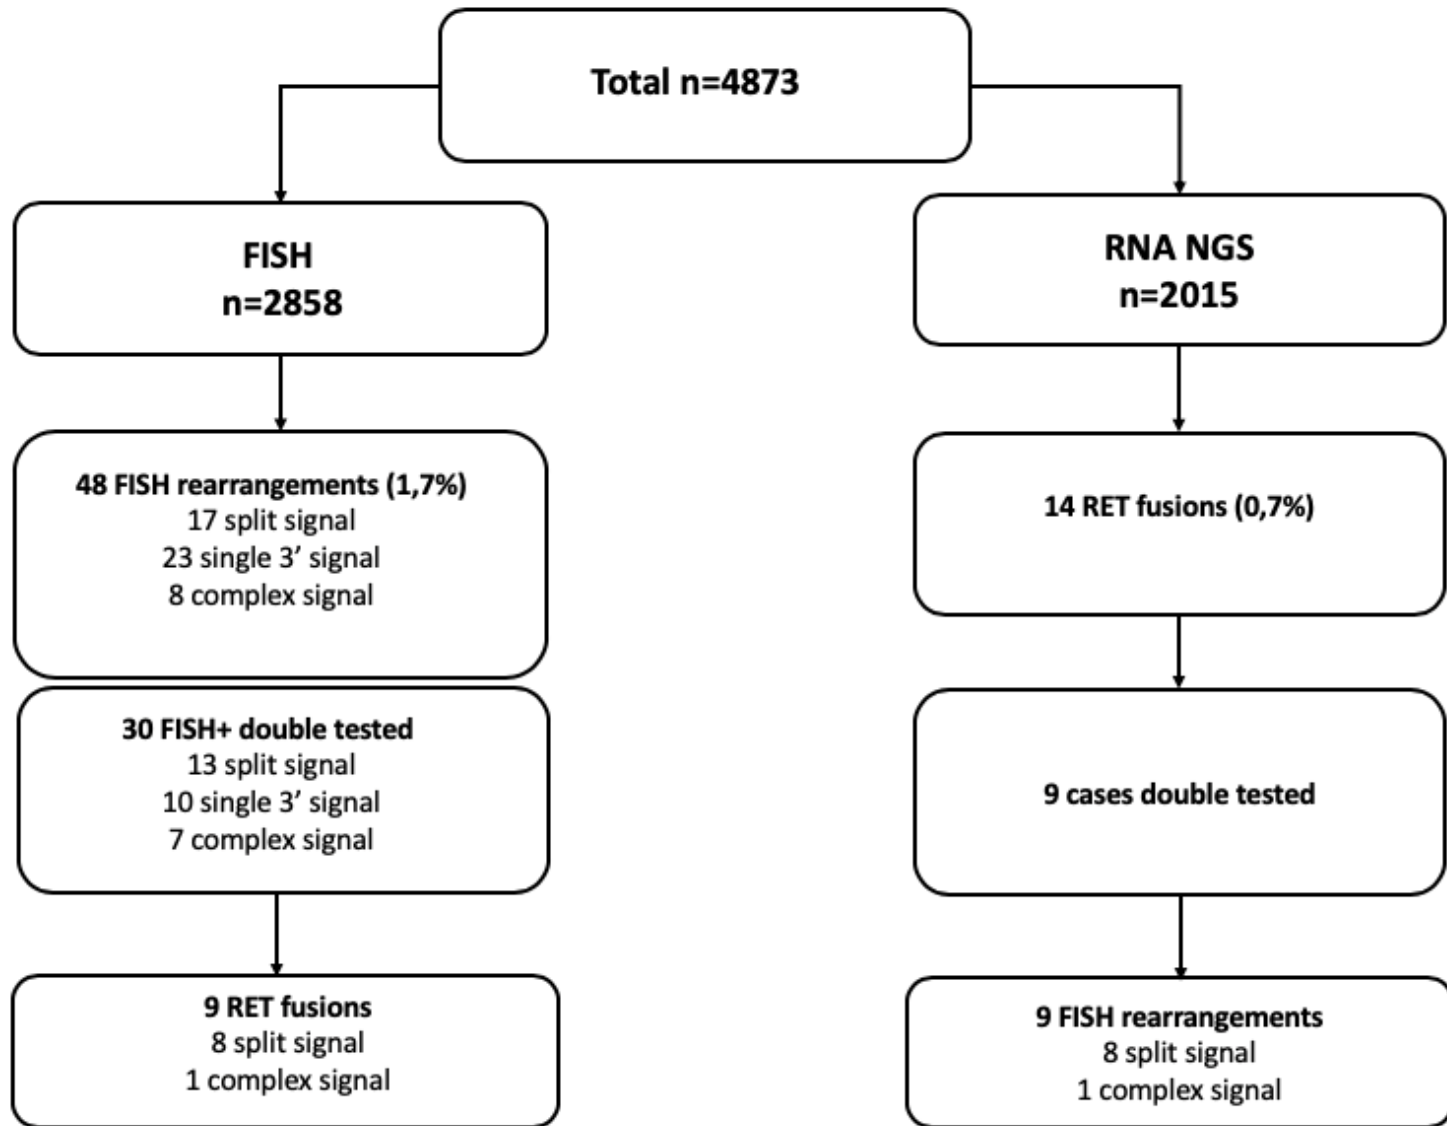 Total n=4873
FISH
n=2858
48 FISH rearrangements (1,7%)
17 split signal
23 single 3’ signal
8 complex signal
30 FISH+ double tested
13 split signal
10 single 3’ signal
7 complex signal
9 RET fusions
8 split signal
1 complex signal
RNA NGS
n=2015
14 RET fusions (0,7%)
9 cases double tested
9 FISH rearrangements
8 split signal
1 complex signal